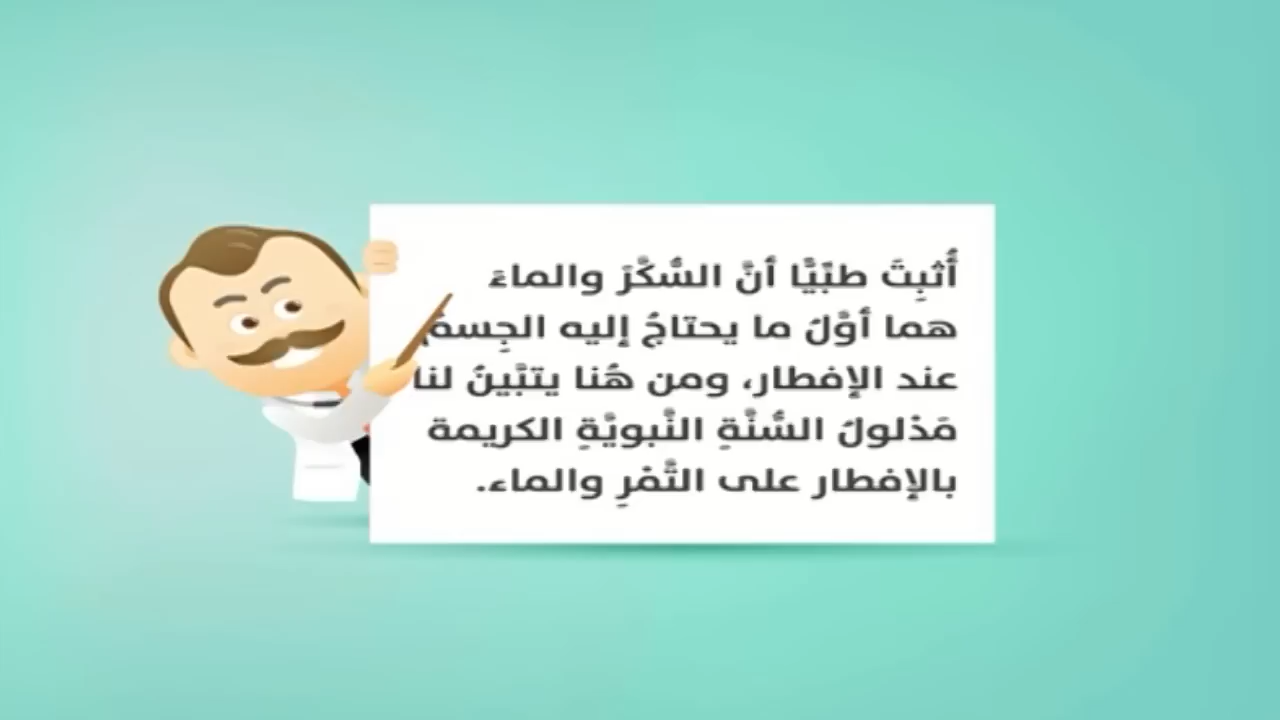 أُثبِتَ طبّيًّا أنَّ السُّكَّرَ والماءَ
هما أوَّلُ ما يحتاجُ إليه الجِسمُ
عند الإفطار، ومن هُنا يتبَّينُ لنا
مَدْلولُ السُّنَّةِ النَّبويَّةِ الكريمة
بالإفطار على التَّمْرِ والماء.